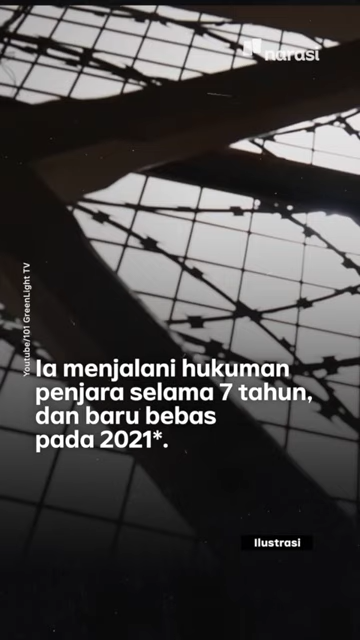 narasi
Youtube/101 GreenLight TV
Ia menjalani hukuman
penjara selama 7 tahun,
dan baru bebas
pada 2021*.
Ilustrasi